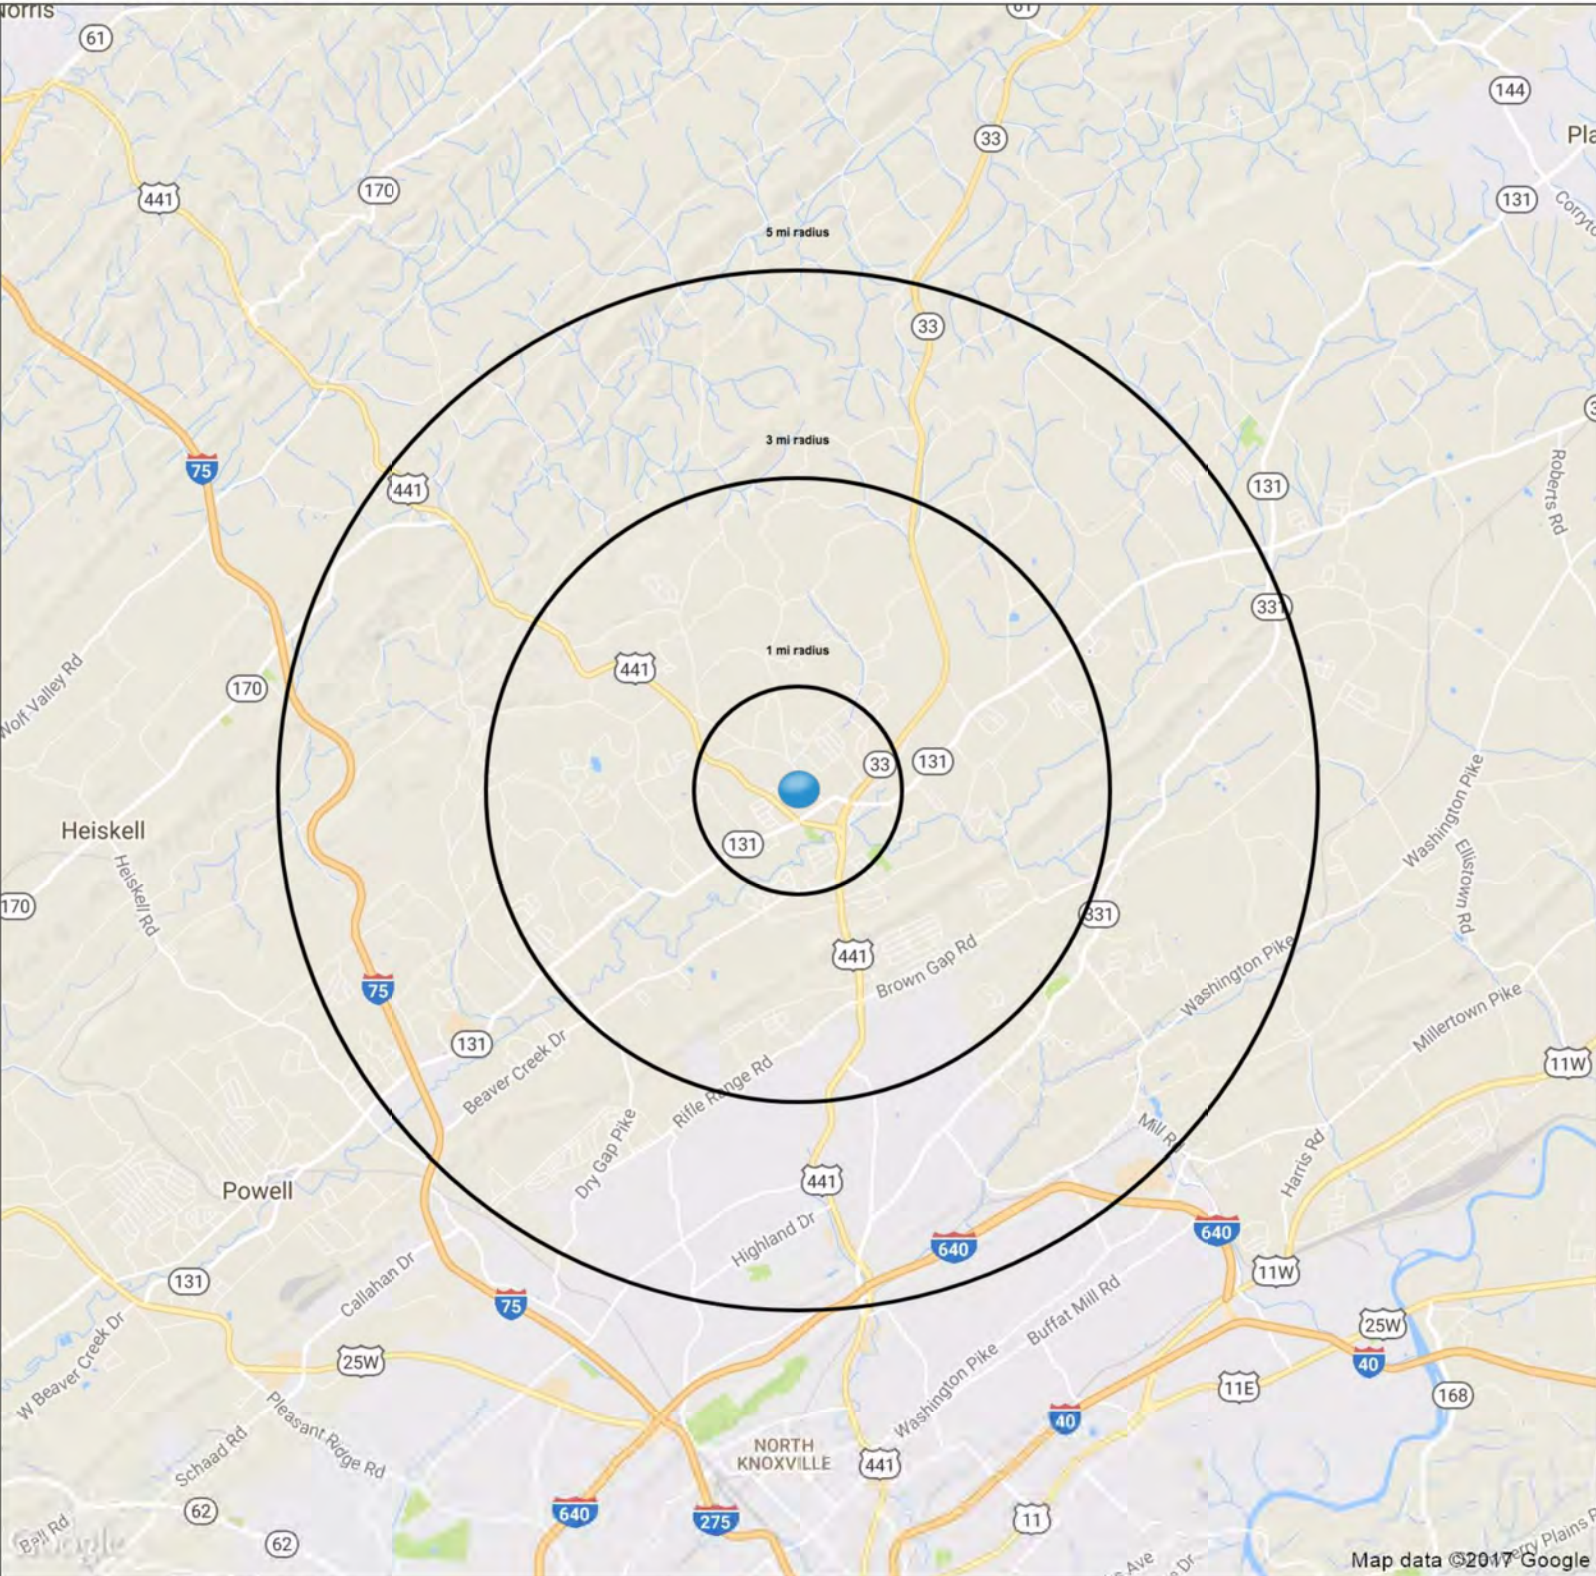 61
61
33
144
441
170
131
5 mi radius
33
3 mi radius
75
441
131
Roberts Rd
331
1 mi radius
441
Wolf Valley Rd
170
33
131
Washington Pike
Heiskell
131
Heiskell Rd
Ellistown Rd
170
331
441
Brown Gap Rd
Washington Pike
75
Millertown Pike
131
Beaver Creek Dr
Rifle Range Rd
11W
Dry Gap Pike
Harris Rd
Powell
441
Highland Dr
640
640
131
Callahan Dr
11W
75
Buffat Mill Rd
25W
W Beaver Creek Dr
25W
Washington Pike
40
11E
168
Pleasant Ridge Rd
40
Schaad Rd
NORTH
KNOXVILLE
441
62
640
275
11
Ball Rd
62
Google
Map data ©2017 Google